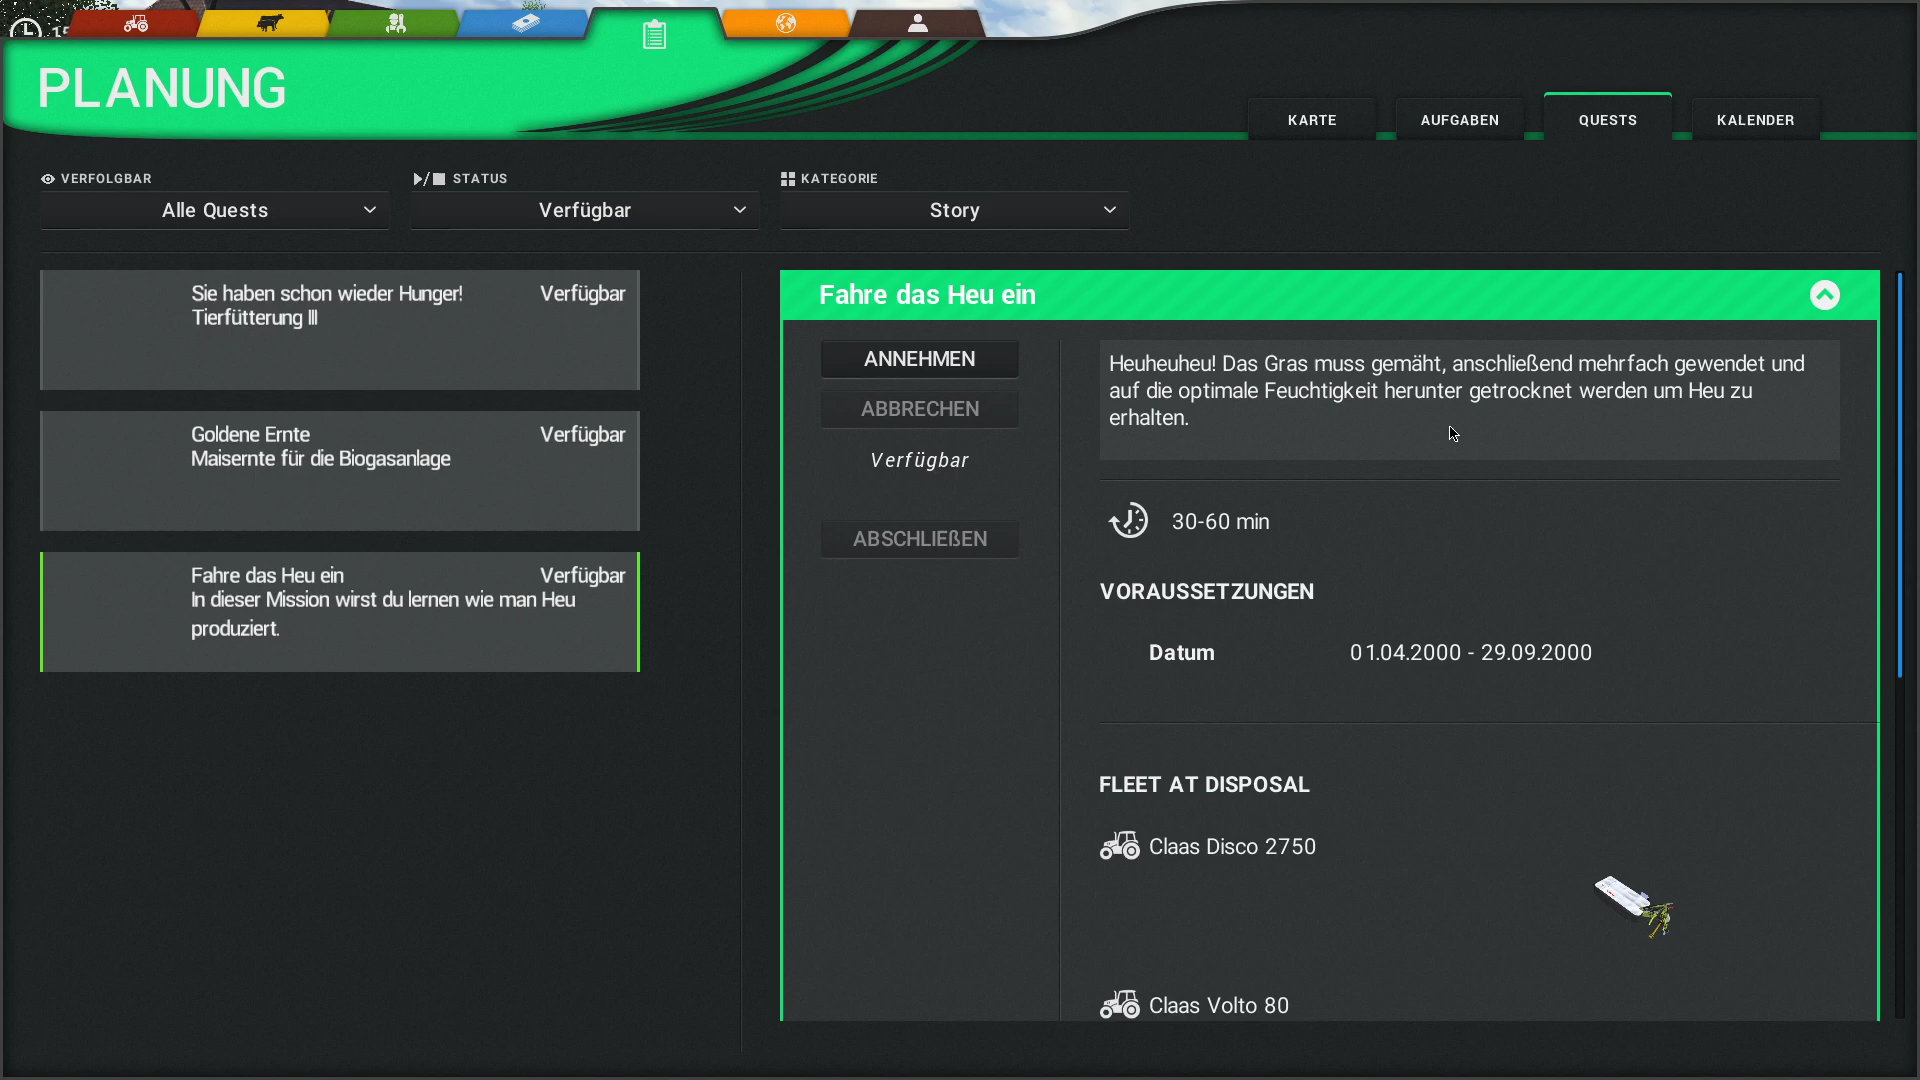 PLANUNG
KARTE
AUFGABEN
QUESTS
KALENDER
VERFOLGBAR
STATUS
KATEGORIE
Alle Quests
Verfügbar
Story
Sie haben schon wieder Hunger!
Verfügbar
Tierfütterung III
Goldene Ernte
Verfügbar
Maisernte für die Biogasanlage
Fahre das Heu ein
Verfügbar
In dieser Mission wirst du lernen wie man Heu
produziert.
Fahre das Heu ein
ANNEHMEN
ABBRECHEN
Verfügbar
ABSCHLIEßEN
Heuheuheu! Das Gras muss gemäht, anschließend mehrfach gewendet und
auf die optimale Feuchtigkeit herunter getrocknet werden um Heu zu
erhalten.
30-60 min
VORAUSSETZUNGEN
Datum
01.04.2000 - 29.09.2000
FLEET AT DISPOSAL
Claas Disco 2750
Claas Volto 80